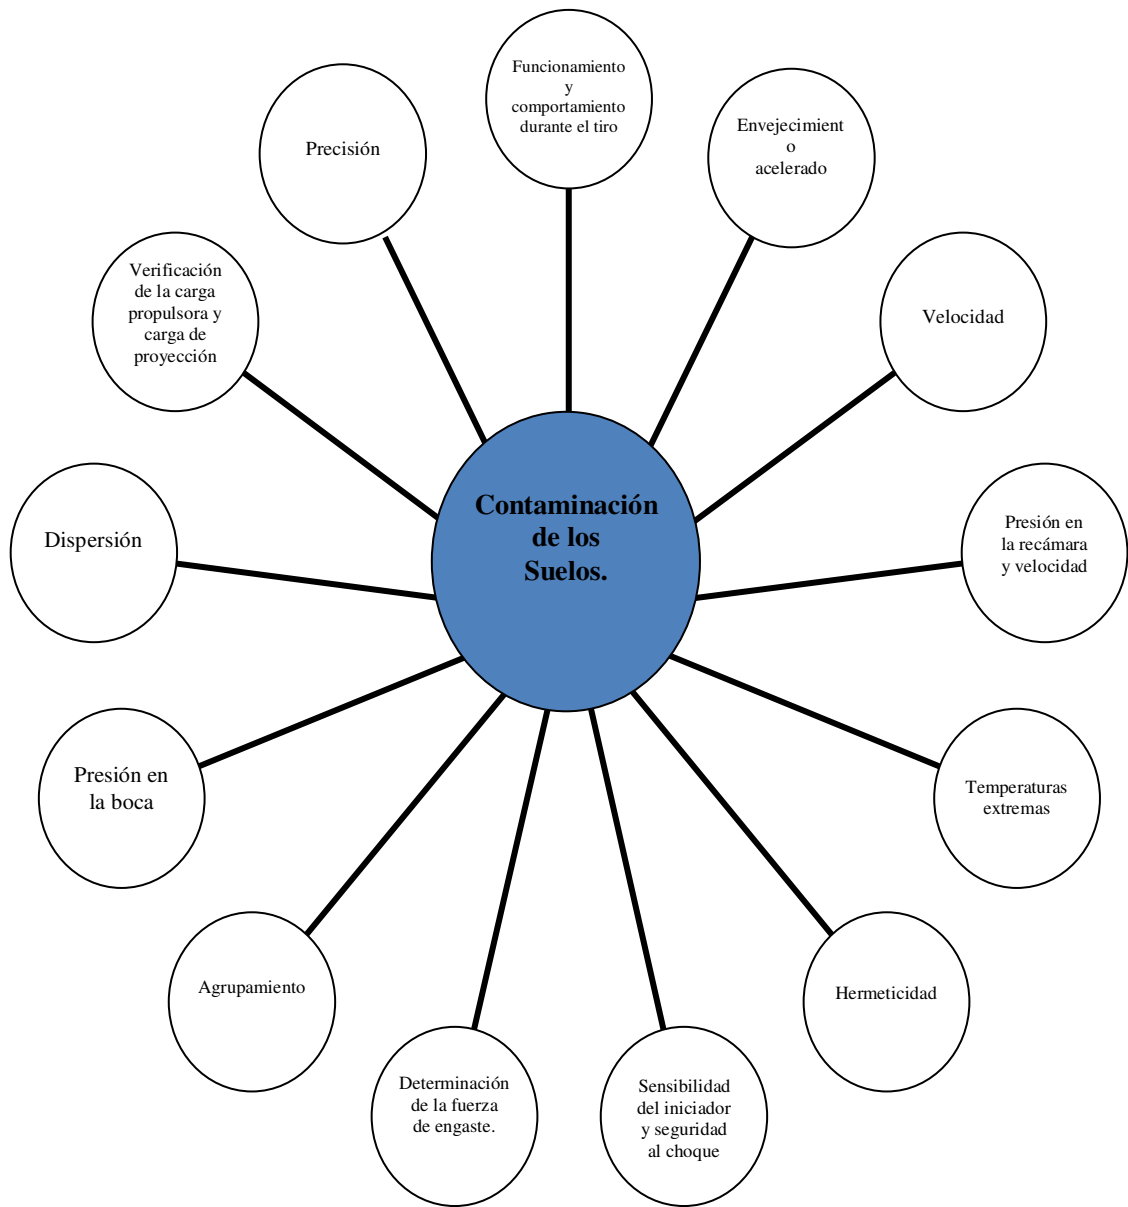 Funcionamiento
y
comportamiento
durante el tiro
Envejecimient
o
acelerado
Velocidad
Presión en
la recámara
y velocidad
Temperaturas
extremas
Hermeticidad
Sensibilidad
del iniciador
y seguridad
al choque
Determinación
de la fuerza
de engaste.
Agrupamiento
Presión en
la boca
Dispersión
Verificación
de la carga
propulsora y
carga de
proyección
Precisión
Contaminación
de los
Suelos.